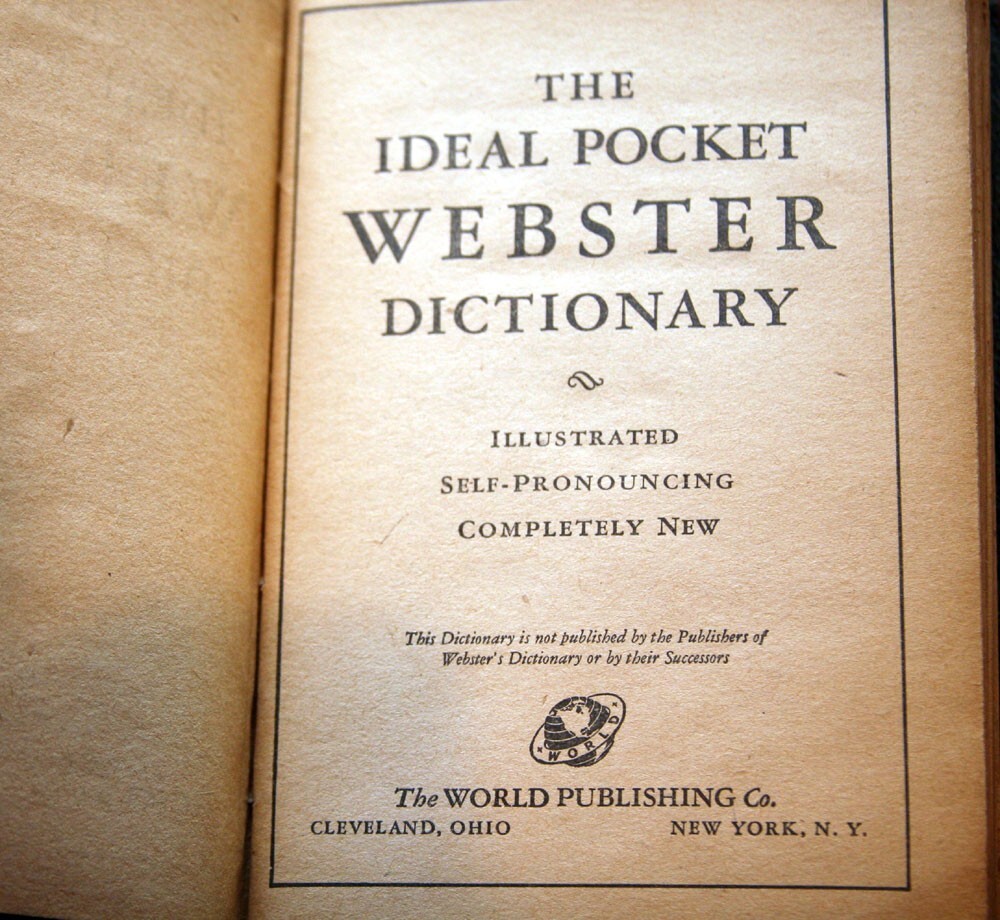 THE
IDEAL POCKET
WEBSTER
DICTIONARY
ILLUSTRATED
SELF-PRONOUNCING
COMPLETELY NEW
This Dictionary is not published by the Publishers of
Webster's Dictionary or by their Successors
WORLD
The WORLD PUBLISHING Co.
CLEVELAND, OHIO NEW YORK, N. Y.